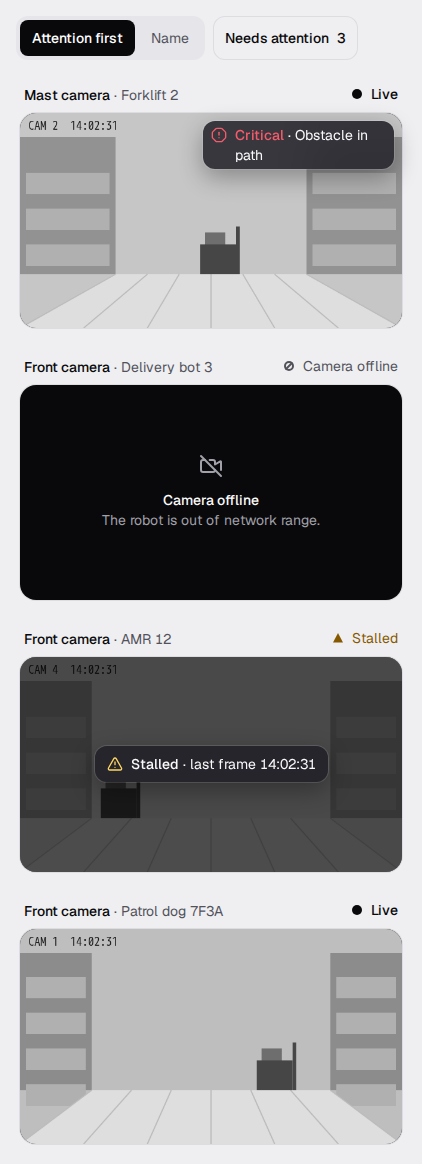 Attention first Name Needs attention 3
Mast camera · Forklift 2 Live
CAM 2 14:02:31
Critical · Obstacle in
path
Front camera · Delivery bot 3 Camera offline
Camera offline
The robot is out of network range.
Front camera · AMR 12 Stalled
CAM 4 14:02:31
Stalled · last frame 14:02:31
Front camera · Patrol dog 7F3A Live
CAM 1 14:02:31